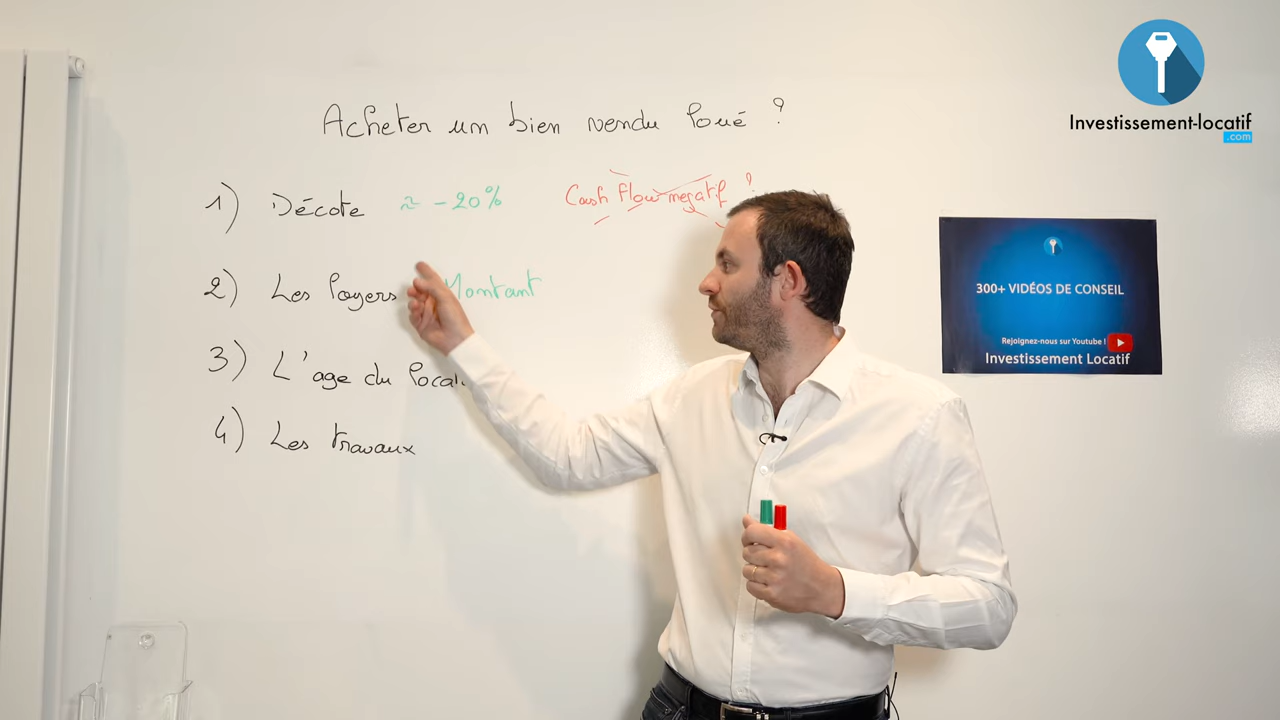 Acheter un bien vendu loué ?
1) Décote ≈ -20% Cash flow negatif ?
2) Les loyers Montant
3) L'age du locat
4) Les travaux
Investissement-locatif
.com
300+ VIDÉOS DE CONSEIL
Rejoignez-nous sur Youtube !
Investissement Locatif